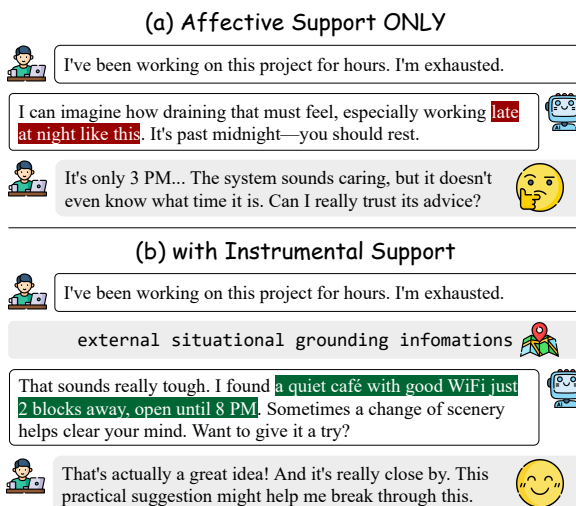 (a) Affective Support ONLY
I've been working on this project for hours. I'm exhausted.
I can imagine how draining that must feel, especially working late
at night like this. It's past midnight—you should rest.
It's only 3 PM... The system sounds caring, but it doesn't
even know what time it is. Can I really trust its advice?
(b) with Instrumental Support
I've been working on this project for hours. I'm exhausted.
external situational grounding infomations
That sounds really tough. I found a quiet café with good WiFi just
2 blocks away, open until 8 PM. Sometimes a change of scenery
helps clear your mind. Want to give it a try?
That's actually a great idea! And it's really close by. This
practical suggestion might help me break through this.